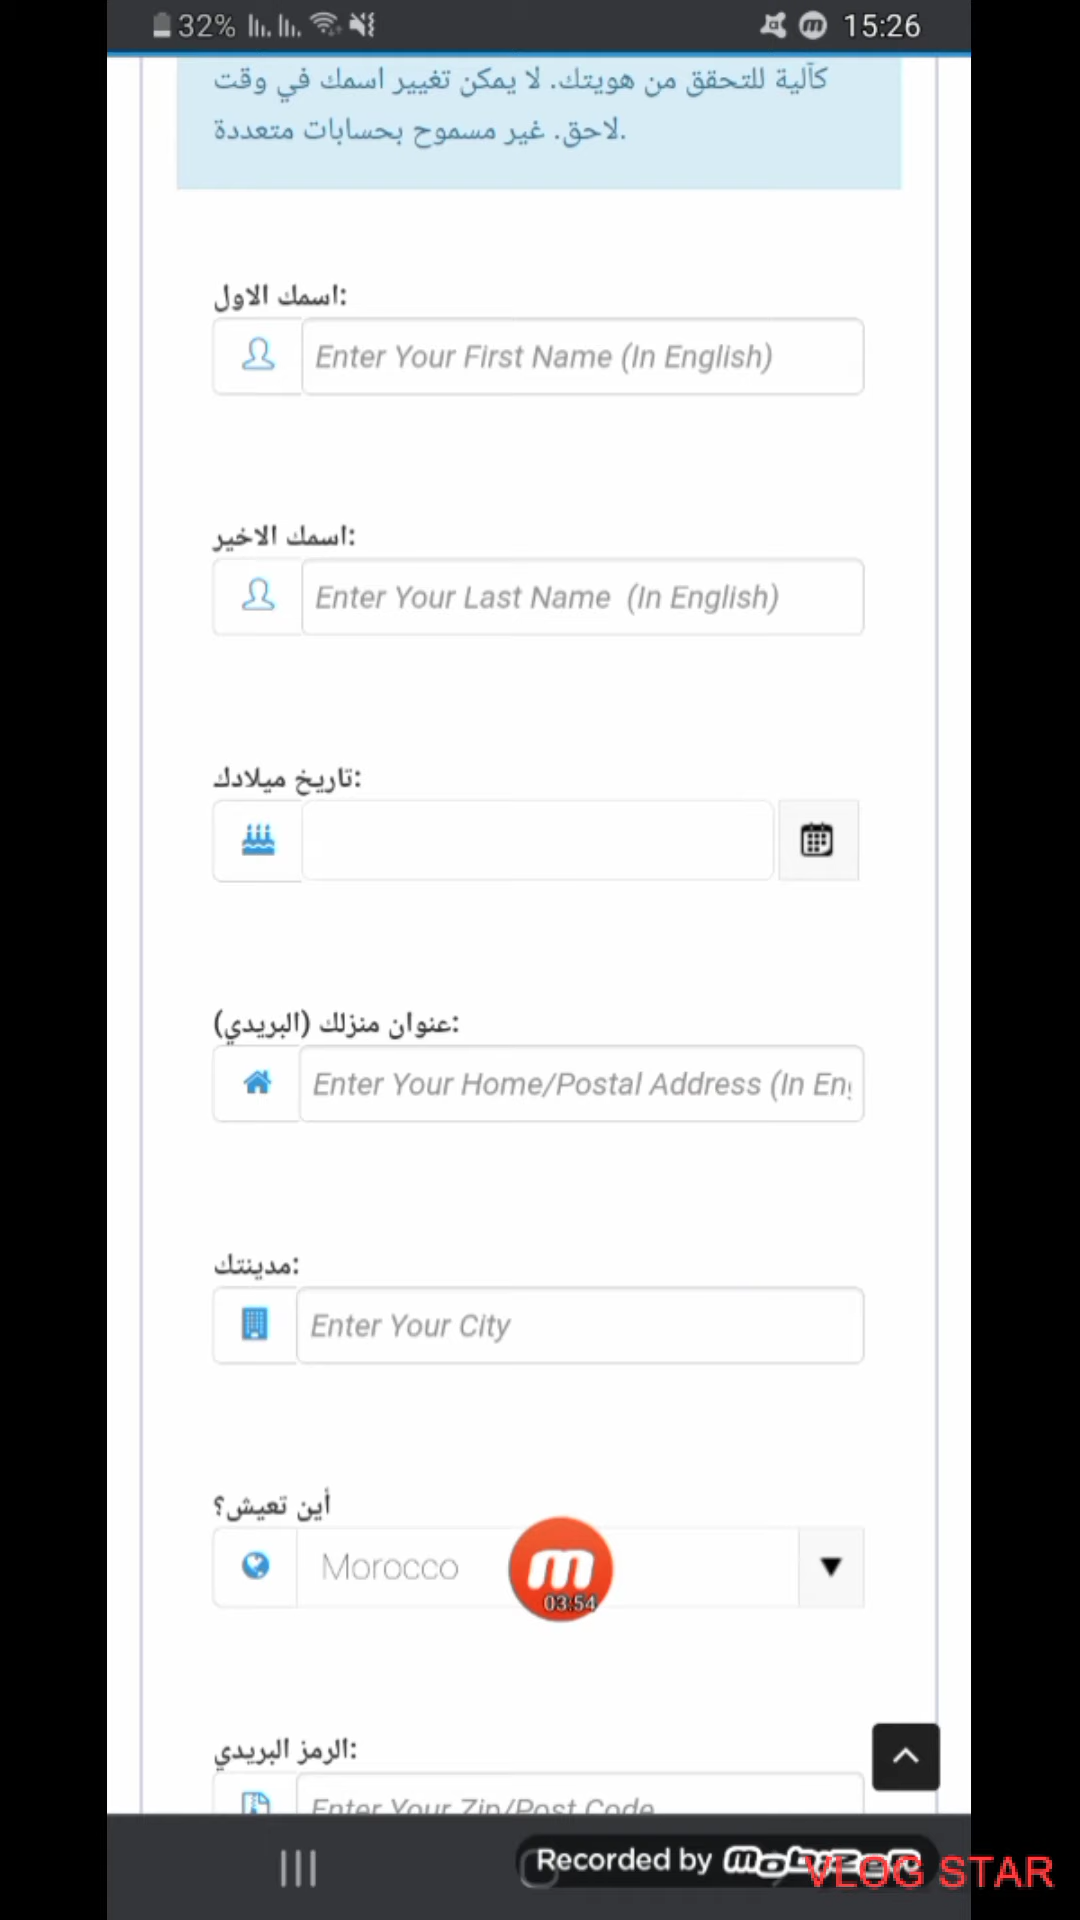 32%
15:26
كآلية للتحقق من هويتك. لا يمكن تغيير اسمك في وقت
لاحق. غير مسموح بحسابات متعددة.
اسمك الاول:
Enter Your First Name (In English)
اسمك الاخير:
Enter Your Last Name (In English)
تاريخ ميلادك:
عنوان منزلك (البريدي):
Enter Your Home/Postal Address (In Eng
مدينتك:
Enter Your City
أين تعيش؟
Morocco
03:54
الرمز البريدي:
Enter Your Zip/Post Code
Recorded by mobizen
VLOG STAR